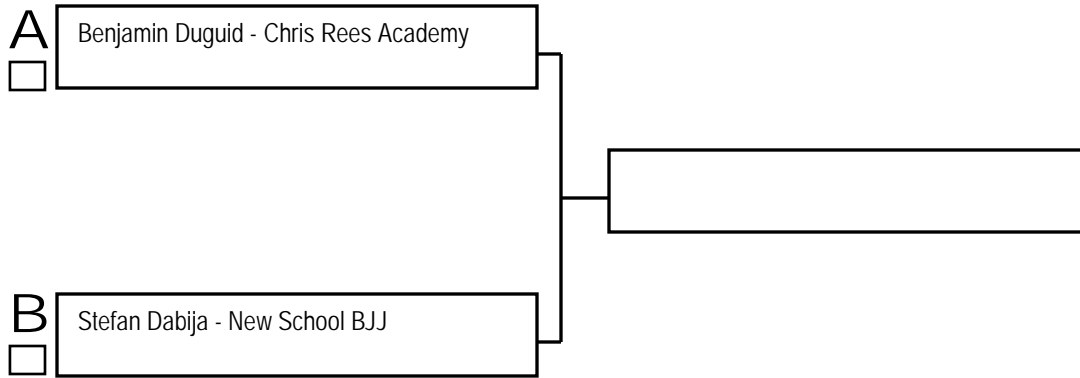 A
Benjamin Duguid - Chris Rees Academy
B
Stefan Dabija - New School BJJ